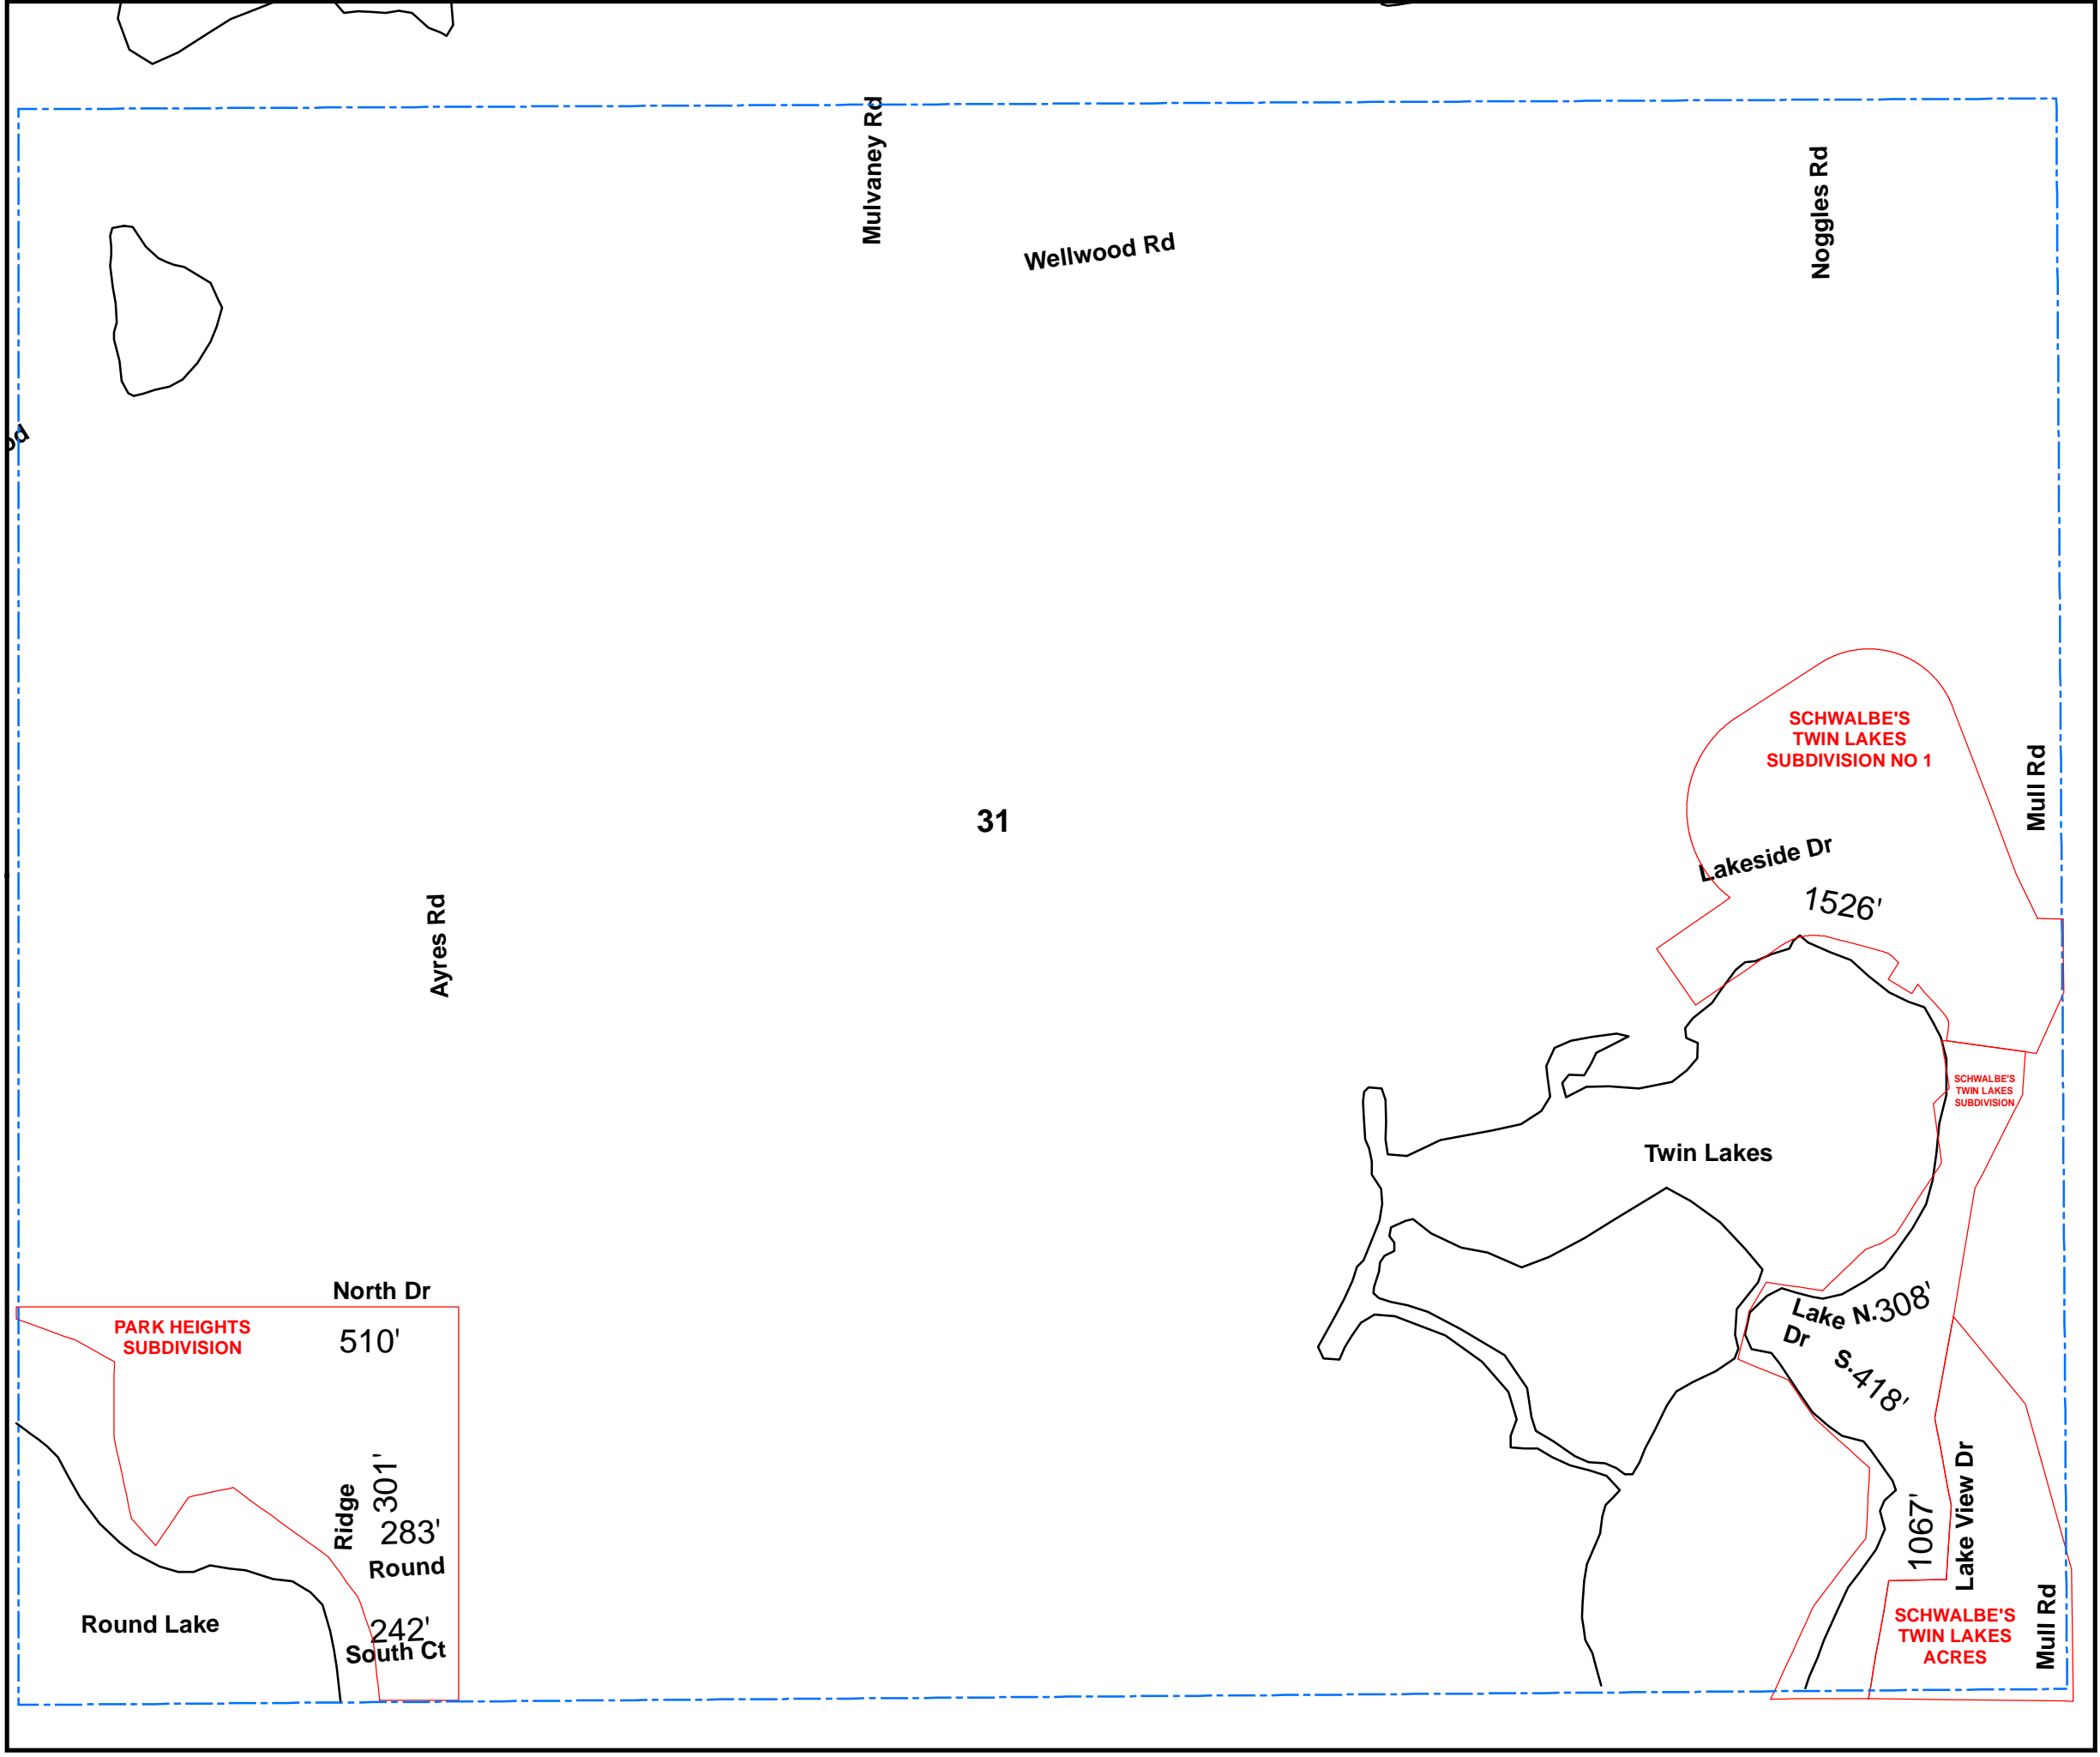 Mulvaney Rd
Wellwood Rd
Noggles Rd
od
SCHWALBE'S
TWIN LAKES
SUBDIVISION NO 1
Mull Rd
31
Lakeside Dr
1526'
Ayres Rd
SCHWALBE'S
TWIN LAKES
SUBDIVISION
Twin Lakes
North Dr
PARK HEIGHTS
SUBDIVISION
510'
Lake N.308'
Dr
S.418'
Ridge
301'
283'
Round
Round Lake
242'
South Ct
1067'
Lake View Dr
SCHWALBE'S
TWIN LAKES
ACRES
Mull Rd